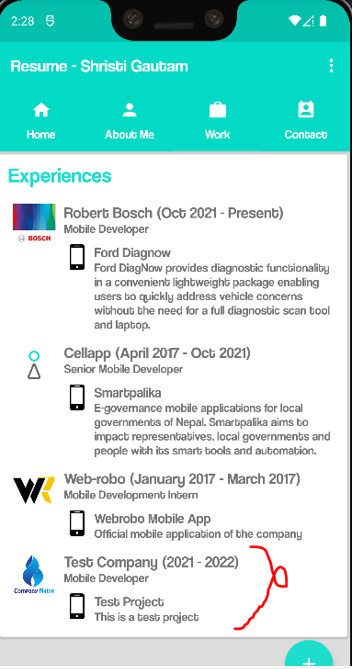 2:28
Resume - Shristi Gautam
Home
About Me
Work
Contact
Experiences
Robert Bosch (Oct 2021 - Present)
Mobile Developer
BOSCH
Ford Diagnow
Ford DiagNow provides diagnostic functionality
in a convenient lightweight package enabling
users to quickly address vehicle concerns
without the need for a full diagnostic scan tool
and laptop.
Cellapp (April 2017 - Oct 2021)
Senior Mobile Developer
Smartpalika
E-governance mobile applications for local
governments of Nepal. Smartpalika aims to
impact representatives, local governments and
people with its smart tools and automation.
Web-robo (January 2017 - March 2017)
Mobile Development Intern
Webrobo Mobile App
Official mobile application of the company
Test Company (2021 - 2022)
Mobile Developer
Company Name
Test Project
This is a test project
+